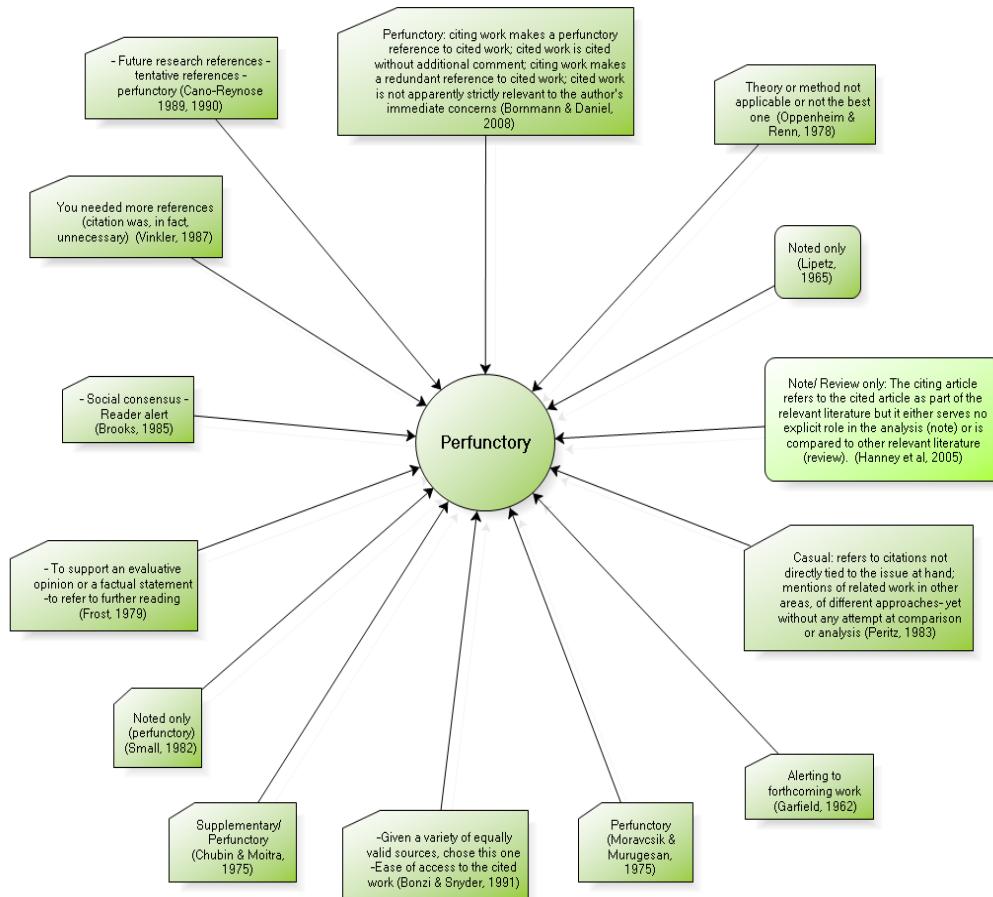 - Future research references -
tentative references -
perfunctory (Cano-Reynose
1989, 1990)
Perfunctory: citing work makes a perfunctory
reference to cited work; cited work is cited
without additional comment; citing work makes
a redundant reference to cited work; cited work
is not apparently strictly relevant to the author's
immediate concerns (Bornmann & Daniel,
2008)
Theory or method not
applicable or not the best
one (Oppenheim &
Renn, 1978)
You needed more references
(citation was, in fact,
unnecessary) (Vinkler, 1987)
Noted only
(Lipetz,
1965)
- Social consensus -
Reader alert
(Brooks, 1985)
Perfunctory
Note/ Review only: The citing article
refers to the cited article as part of the
relevant literature but it either serves no
explicit role in the analysis (note) or is
compared to other relevant literature
(review). (Hanney et al, 2005)
- To support an evaluative
opinion or a factual statement
-to refer to further reading
(Frost, 1979)
Casual: refers to citations not
directly tied to the issue at hand;
mentions of related work in other
areas, of different approaches- yet
without any attempt at comparison
or analysis (Peritz, 1983)
Noted only
(perfunctory)
(Small, 1982)
Alerting to
forthcoming work
(Garfield, 1962)
Supplementary/
Perfunctory
(Chubin & Moitra,
1975)
-Given a variety of equally
valid sources, chose this one
-Ease of access to the cited
work (Bonzi & Snyder, 1991)
Perfunctory
(Moravcsik &
Murugesan,
1975)